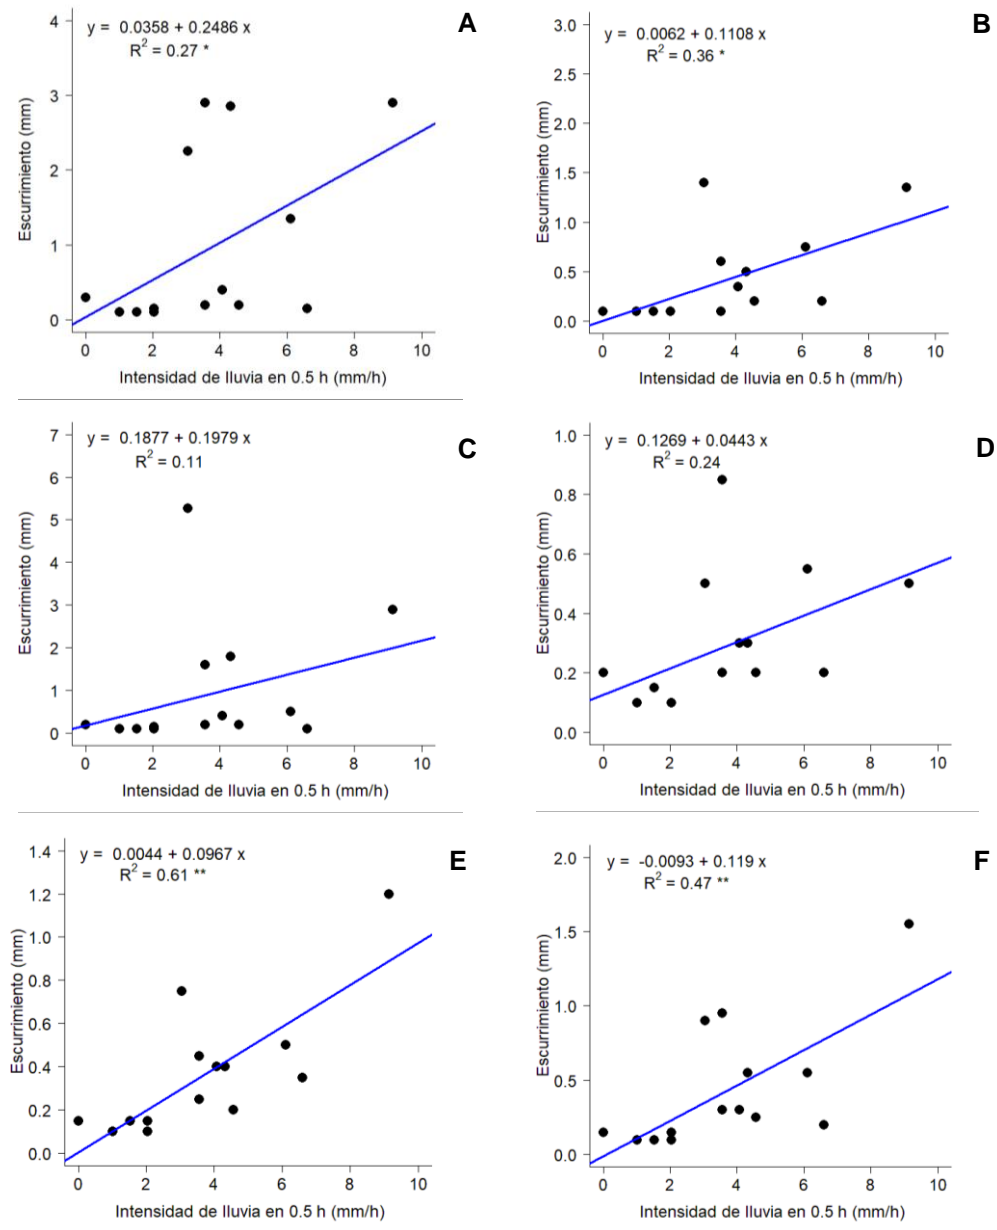 A
y = 0.0358 + 0.2486 x
R2 = 0.27 *
Escurrimiento (mm)
4
3
2
1
0
0 2 4 6 8 10
Intensidad de lluvia en 0.5 h (mm/h)
B
y = 0.0062 + 0.1108 x
R2 = 0.36 *
Escurrimiento (mm)
3.0
2.5
2.0
1.5
1.0
0.5
0.0
0 2 4 6 8 10
Intensidad de lluvia en 0.5 h (mm/h)
C
y = 0.1877 + 0.1979 x
R2 = 0.11
Escurrimiento (mm)
7
6
5
4
3
2
1
0
0 2 4 6 8 10
Intensidad de lluvia en 0.5 h (mm/h)
D
y = 0.1269 + 0.0443 x
R2 = 0.24
Escurrimiento (mm)
1.0
0.8
0.6
0.4
0.2
0.0
0 2 4 6 8 10
Intensidad de lluvia en 0.5 h (mm/h)
E
y = 0.0044 + 0.0967 x
R2 = 0.61 **
Escurrimiento (mm)
1.4
1.2
1.0
0.8
0.6
0.4
0.2
0.0
0 2 4 6 8 10
Intensidad de lluvia en 0.5 h (mm/h)
F
y = -0.0093 + 0.119 x
R2 = 0.47 **
Escurrimiento (mm)
2.0
1.5
1.0
0.5
0.0
0 2 4 6 8 10
Intensidad de lluvia en 0.5 h (mm/h)